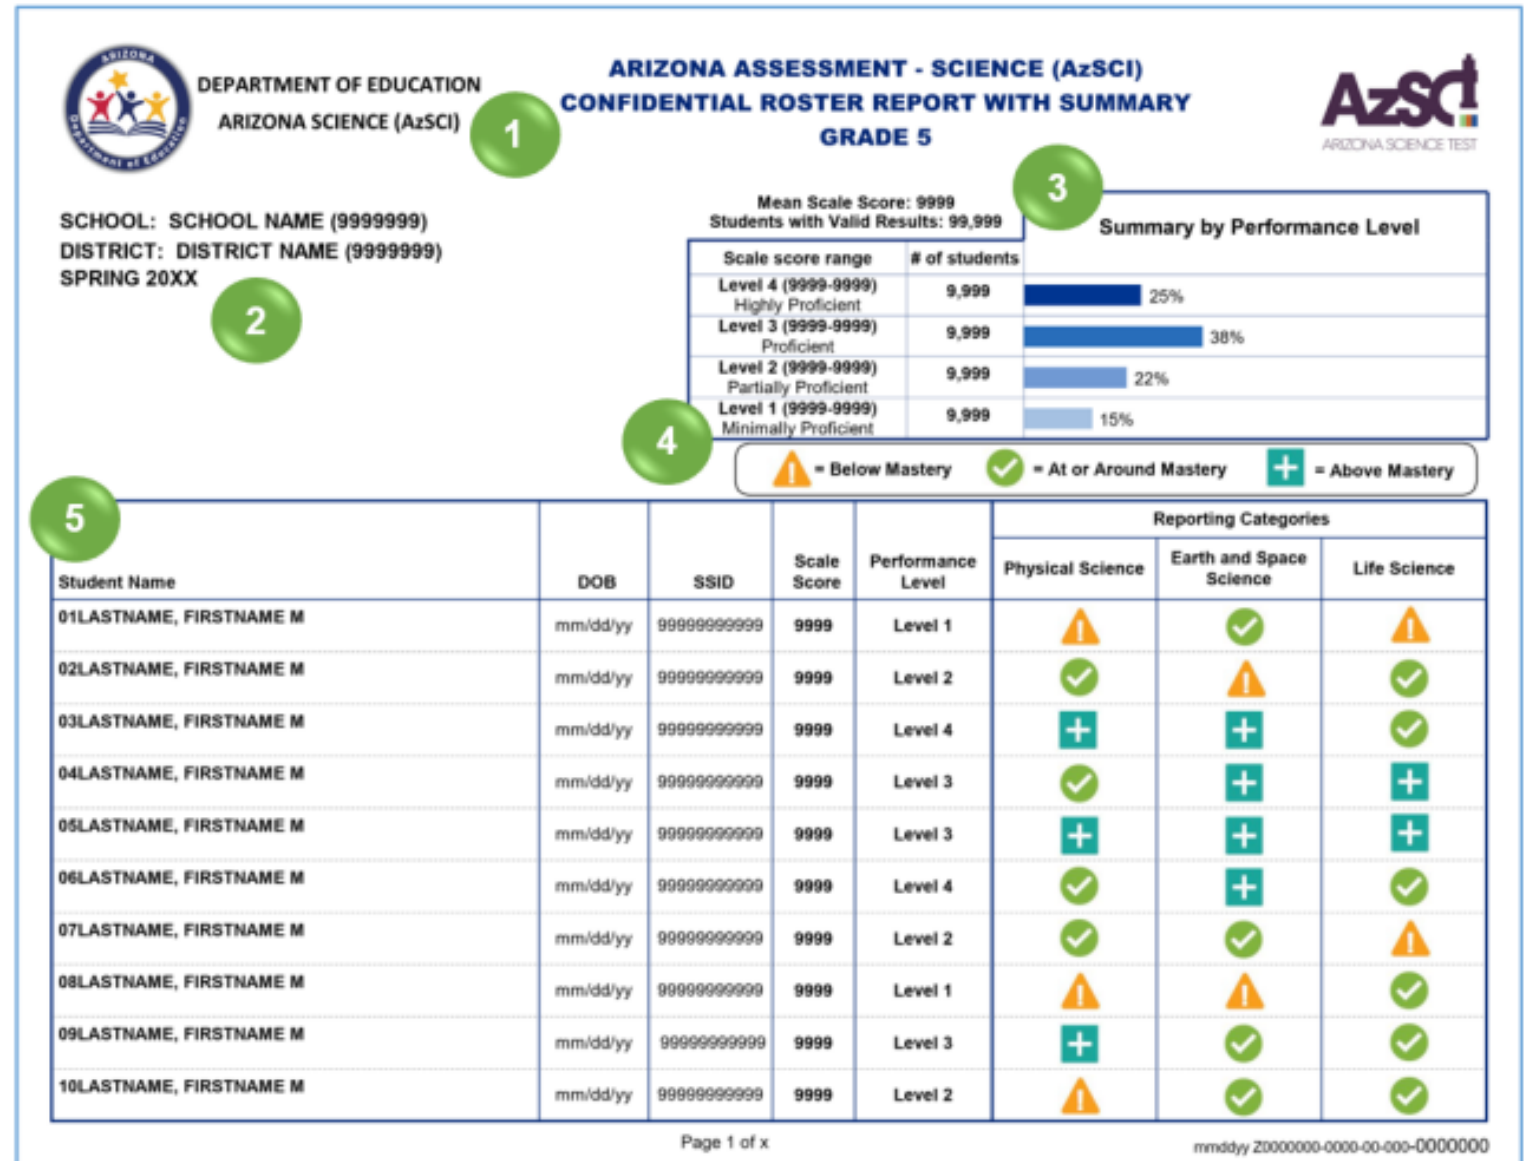 ARIZONA
Department of Education
DEPARTMENT OF EDUCATION
ARIZONA SCIENCE (AzSCI)
1
ARIZONA ASSESSMENT - SCIENCE (AzSCI)
CONFIDENTIAL ROSTER REPORT WITH SUMMARY
GRADE 5
AzSCI
ARIZONA SCIENCE TEST
SCHOOL: SCHOOL NAME (9999999)
DISTRICT: DISTRICT NAME (9999999)
SPRING 20XX
2
Mean Scale Score: 9999
Students with Valid Results: 99,999
3
Summary by Performance Level
Scale score range # of students
Level 4 (9999-9999) 9,999 25%
Highly Proficient
Level 3 (9999-9999) 9,999 38%
Proficient
Level 2 (9999-9999) 9,999 22%
Partially Proficient
Level 1 (9999-9999) 9,999 15%
Minimally Proficient
4
= Below Mastery = At or Around Mastery = Above Mastery
5
Reporting Categories
Student Name DOB SSID Scale Score Performance Level Physical Science Earth and Space Science Life Science
01LASTNAME, FIRSTNAME M mm/dd/yy 99999999999 9999 Level 1
02LASTNAME, FIRSTNAME M mm/dd/yy 99999999999 9999 Level 2
03LASTNAME, FIRSTNAME M mm/dd/yy 99999999999 9999 Level 4
04LASTNAME, FIRSTNAME M mm/dd/yy 99999999999 9999 Level 3
05LASTNAME, FIRSTNAME M mm/dd/yy 99999999999 9999 Level 3
06LASTNAME, FIRSTNAME M mm/dd/yy 99999999999 9999 Level 4
07LASTNAME, FIRSTNAME M mm/dd/yy 99999999999 9999 Level 2
08LASTNAME, FIRSTNAME M mm/dd/yy 99999999999 9999 Level 1
09LASTNAME, FIRSTNAME M mm/dd/yy 99999999999 9999 Level 3
10LASTNAME, FIRSTNAME M mm/dd/yy 99999999999 9999 Level 2
Page 1 of x
mmddyy Z0000000-0000-00-000-0000000